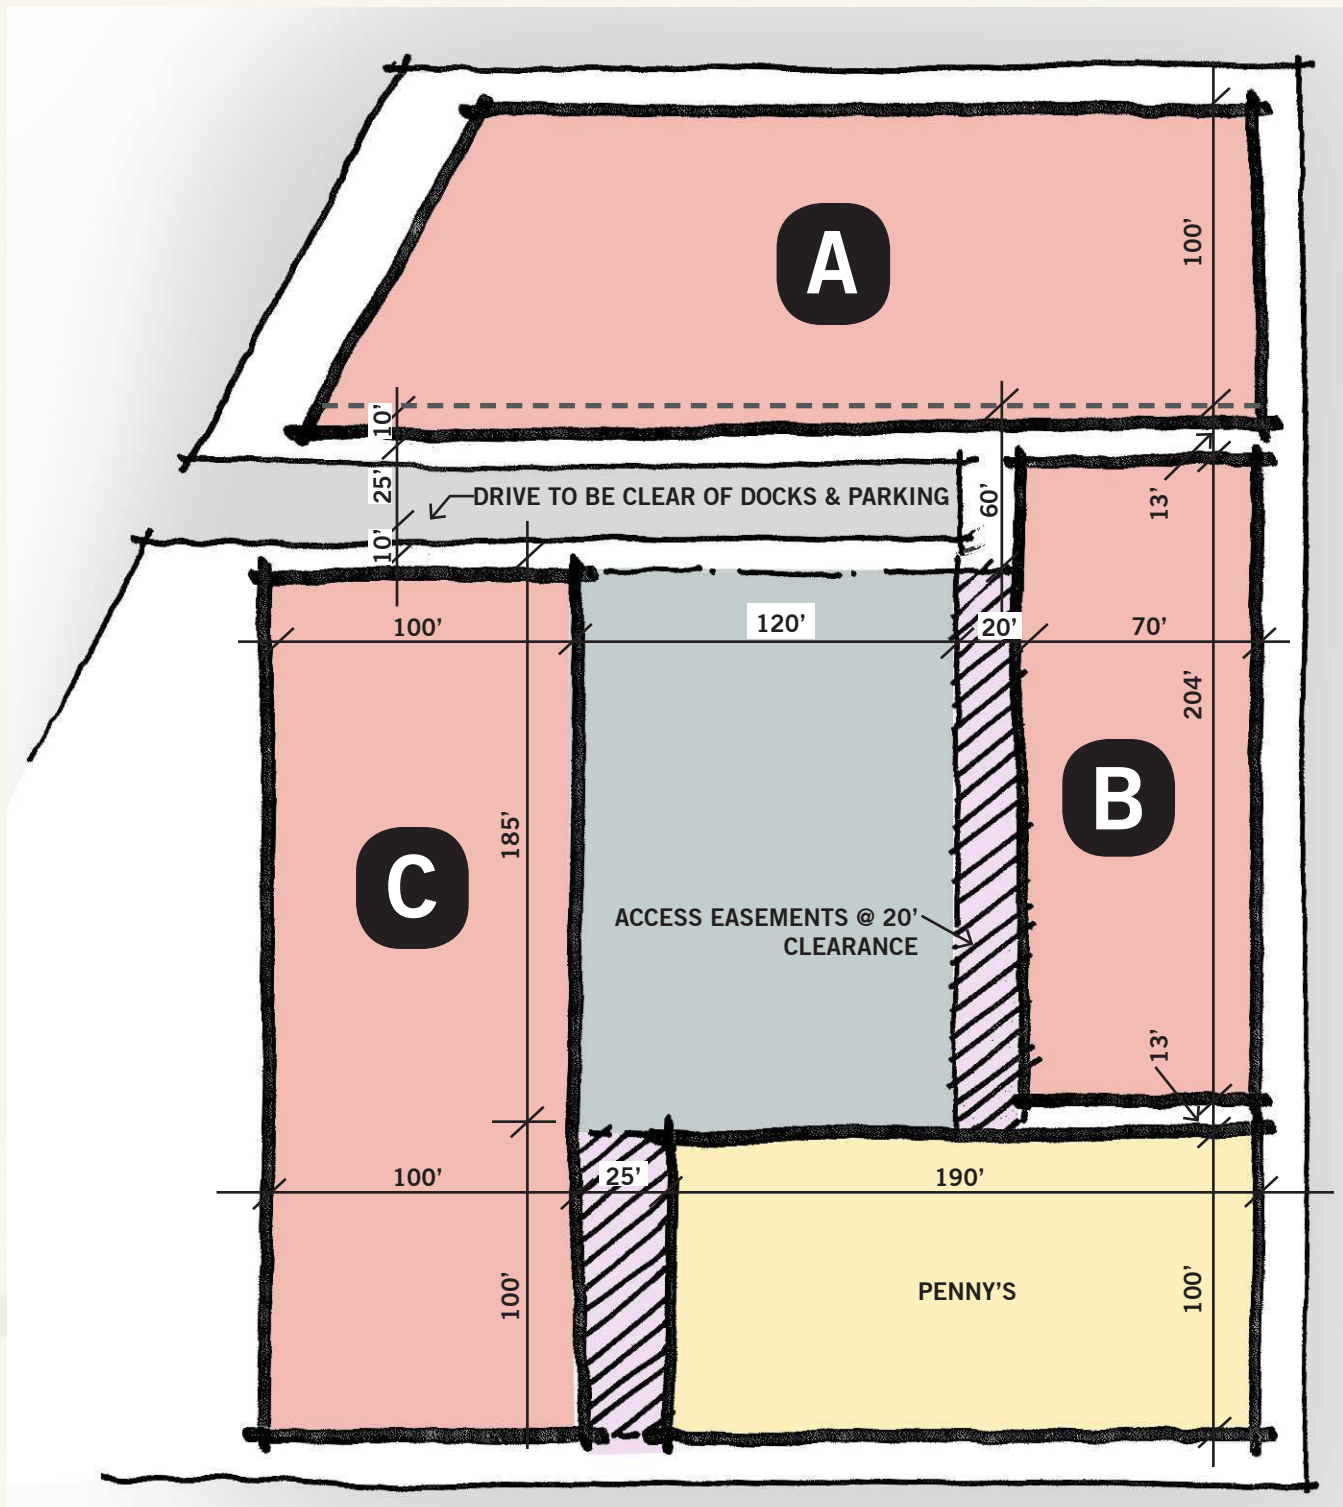 A
100'
10'
25'
DRIVE TO BE CLEAR OF DOCKS & PARKING
60'
13'
10'
100'
120'
20'
70'
204'
B
185'
C
ACCESS EASEMENTS @ 20'
CLEARANCE
13'
100'
25'
190'
100'
PENNY'S
100'